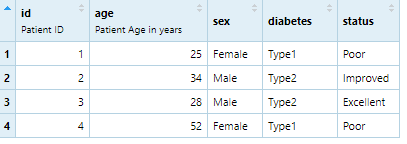 id age sex diabetes status
Patient ID Patient Age in years
1 1 25 Female Type1 Poor
2 2 34 Male Type2 Improved
3 3 28 Male Type2 Excellent
4 4 52 Female Type1 Poor